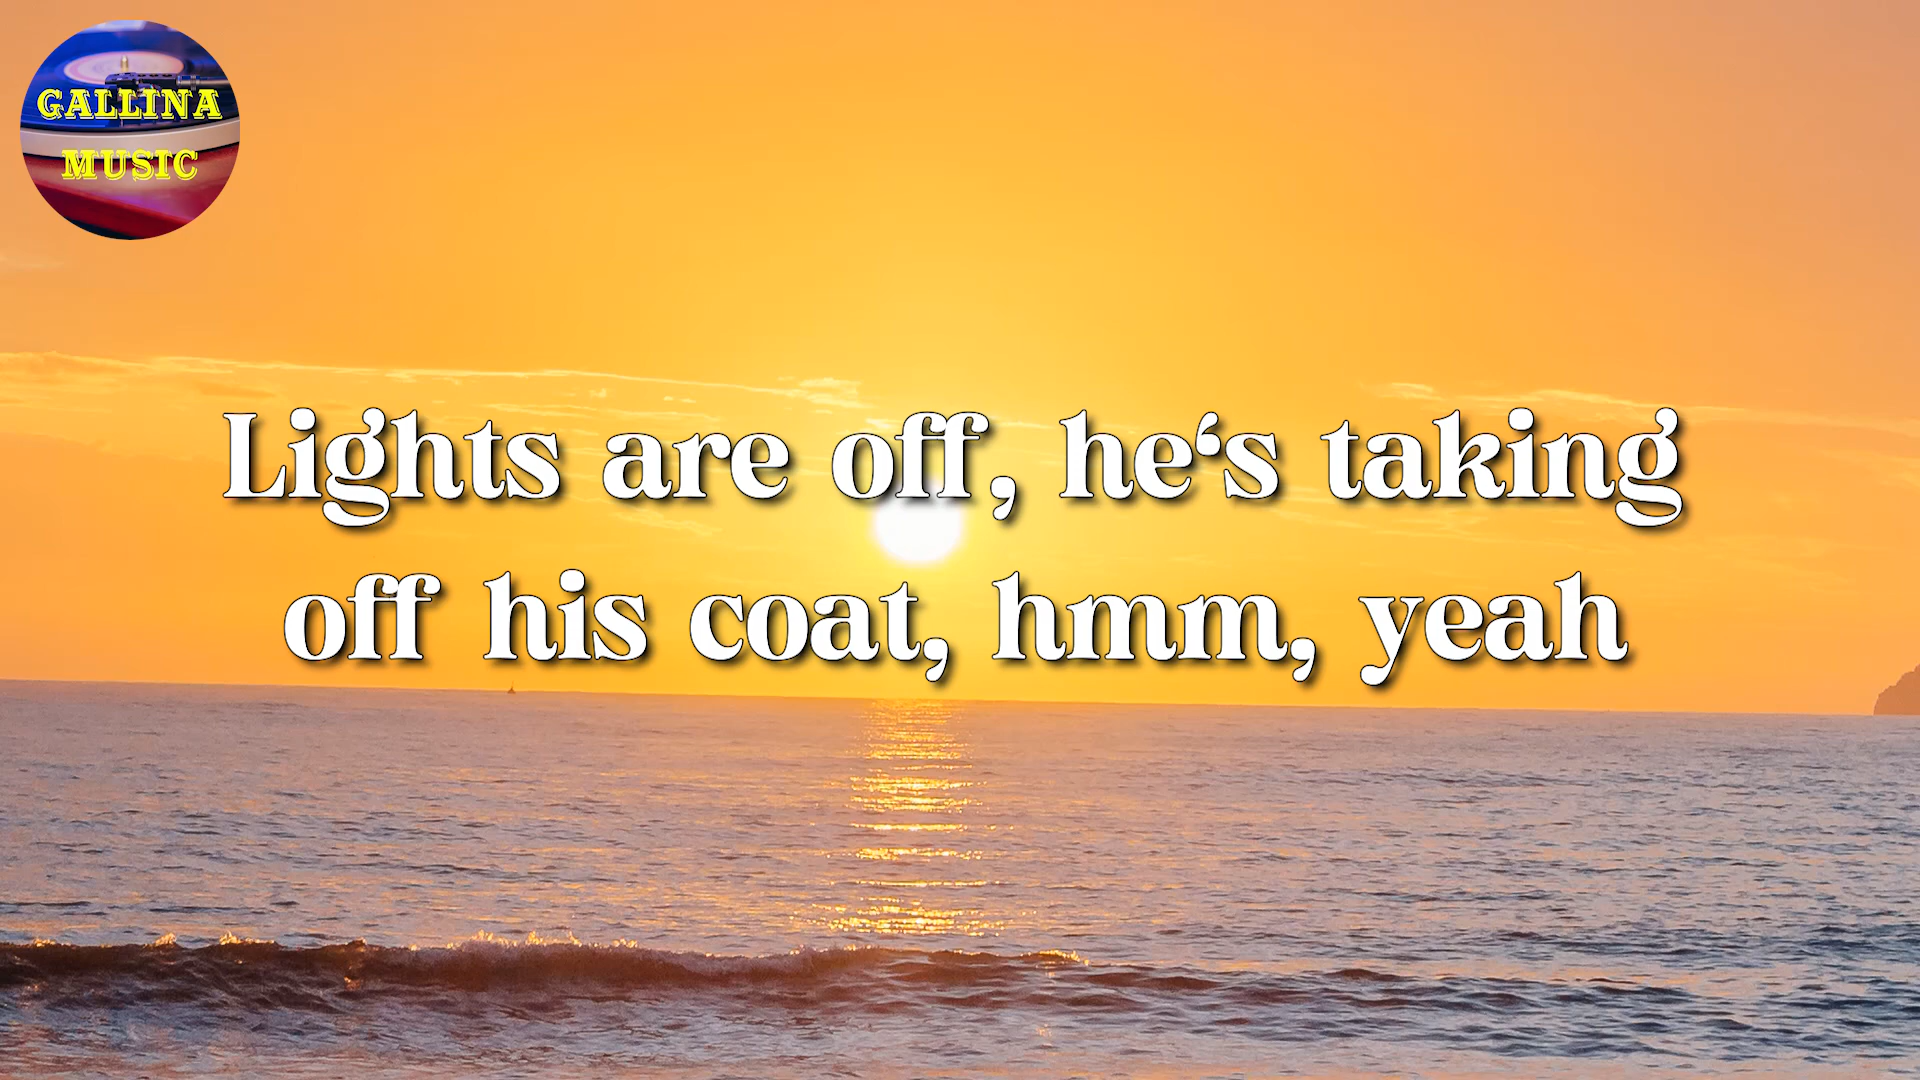 GALLINA
MUSIC
Lights are off, he‘s taking
off his coat, hmm, yeah